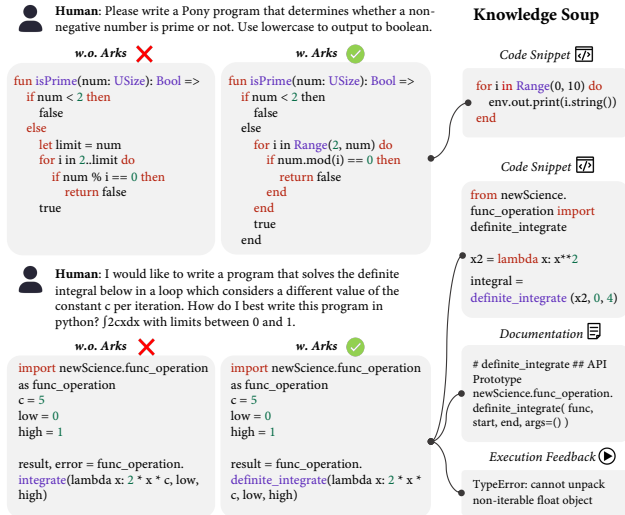 Human: Please write a Pony program that determines whether a non-
negative number is prime or not. Use lowercase to output to boolean.
w.o. Arks
fun isPrime(num: USize): Bool =>
if num < 2 then
false
else
let limit = num
for i in 2..limit do
if num % i == 0 then
return false
true
w. Arks
fun isPrime(num: USize): Bool =>
if num < 2 then
false
else
for i in Range(2, num) do
if num.mod(i) == 0 then
return false
end
end
true
end
Human: I would like to write a program that solves the definite
integral below in a loop which considers a different value of the
constant c per iteration. How do I best write this program in
python? ∫2cxdx with limits between 0 and 1.
w.o. Arks
import newScience.func_operation
as func_operation
c = 5
low = 0
high = 1
result, error = func_operation.
integrate(lambda x: 2 * x * c, low,
high)
w. Arks
import newScience.func_operation
as func_operation
c = 5
low = 0
high = 1
result = func_operation.
definite_integrate(lambda x: 2 * x *
c, low, high)
Knowledge Soup
Code Snippet
for i in Range(0, 10) do
env.out.print(i.string())
end
Code Snippet
from newScience.
func_operation import
definite_integrate
x2 = lambda x: x**2
integral =
definite_integrate (x2, 0, 4)
Documentation
# definite_integrate ## API
Prototype
newScience.func_operation.
definite_integrate( func,
start, end, args=() )
Execution Feedback
TypeError: cannot unpack
non-iterable float object